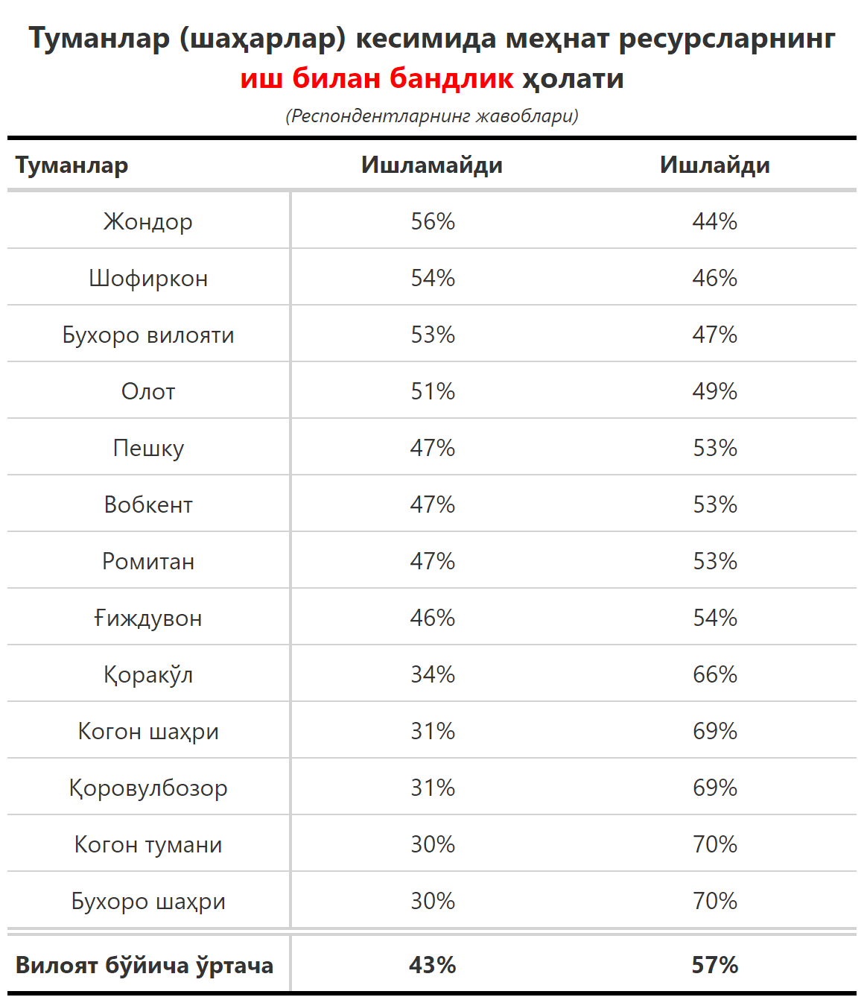 Туманлар (шаҳарлар) кесимида меҳнат ресурсларнинг
иш билан бандлик ҳолати
(Респондентларнинг жавоблари)
Туманлар Ишламайди Ишлайди
Жондор 56% 44%
Шофиркон 54% 46%
Бухоро вилояти 53% 47%
Олот 51% 49%
Пешку 47% 53%
Вобкент 47% 53%
Ромитан 47% 53%
Ғиждувон 46% 54%
Қоракўл 34% 66%
Когон шаҳри 31% 69%
Қоровулбозор 31% 69%
Когон тумани 30% 70%
Бухоро шаҳри 30% 70%
Вилоят бўйича ўртача 43% 57%